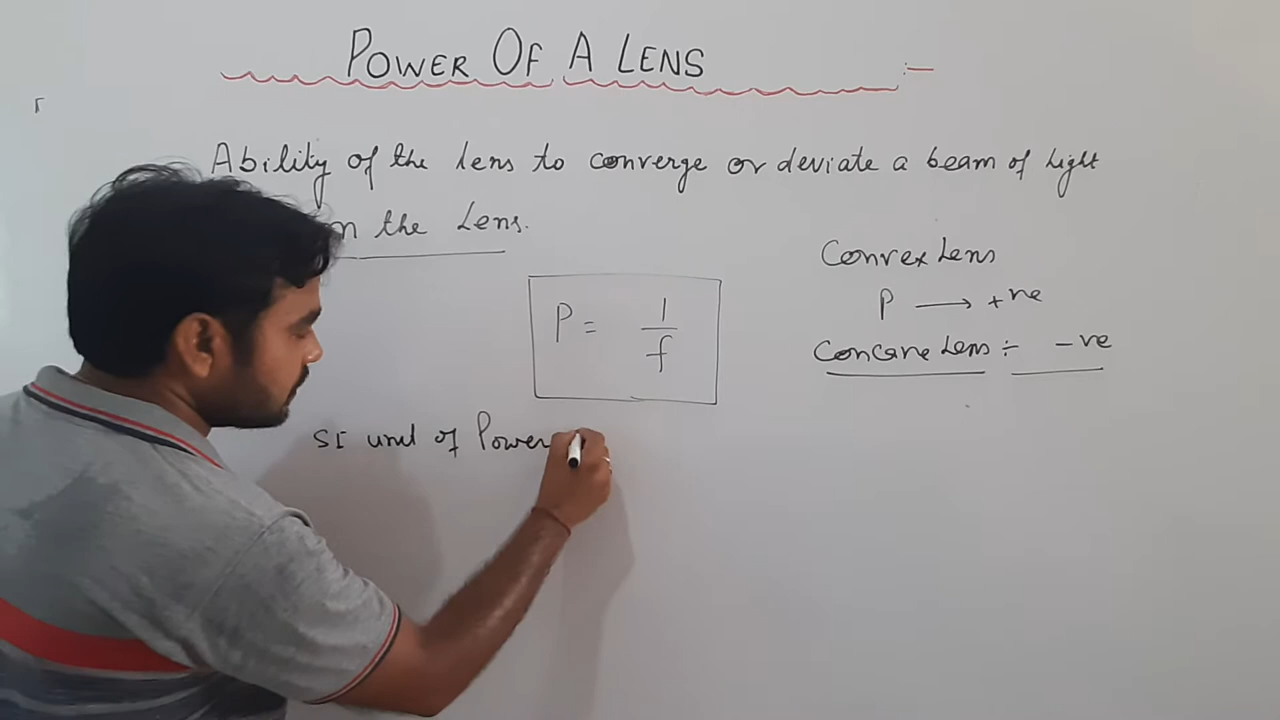 POWER OF A LENS :-
Ability of the lens to converge or deviate a beam of light
the Lens.
P = 1/f
Convex Lens
P → +ve
Concave Lens ÷ -ve
SI unit of Power